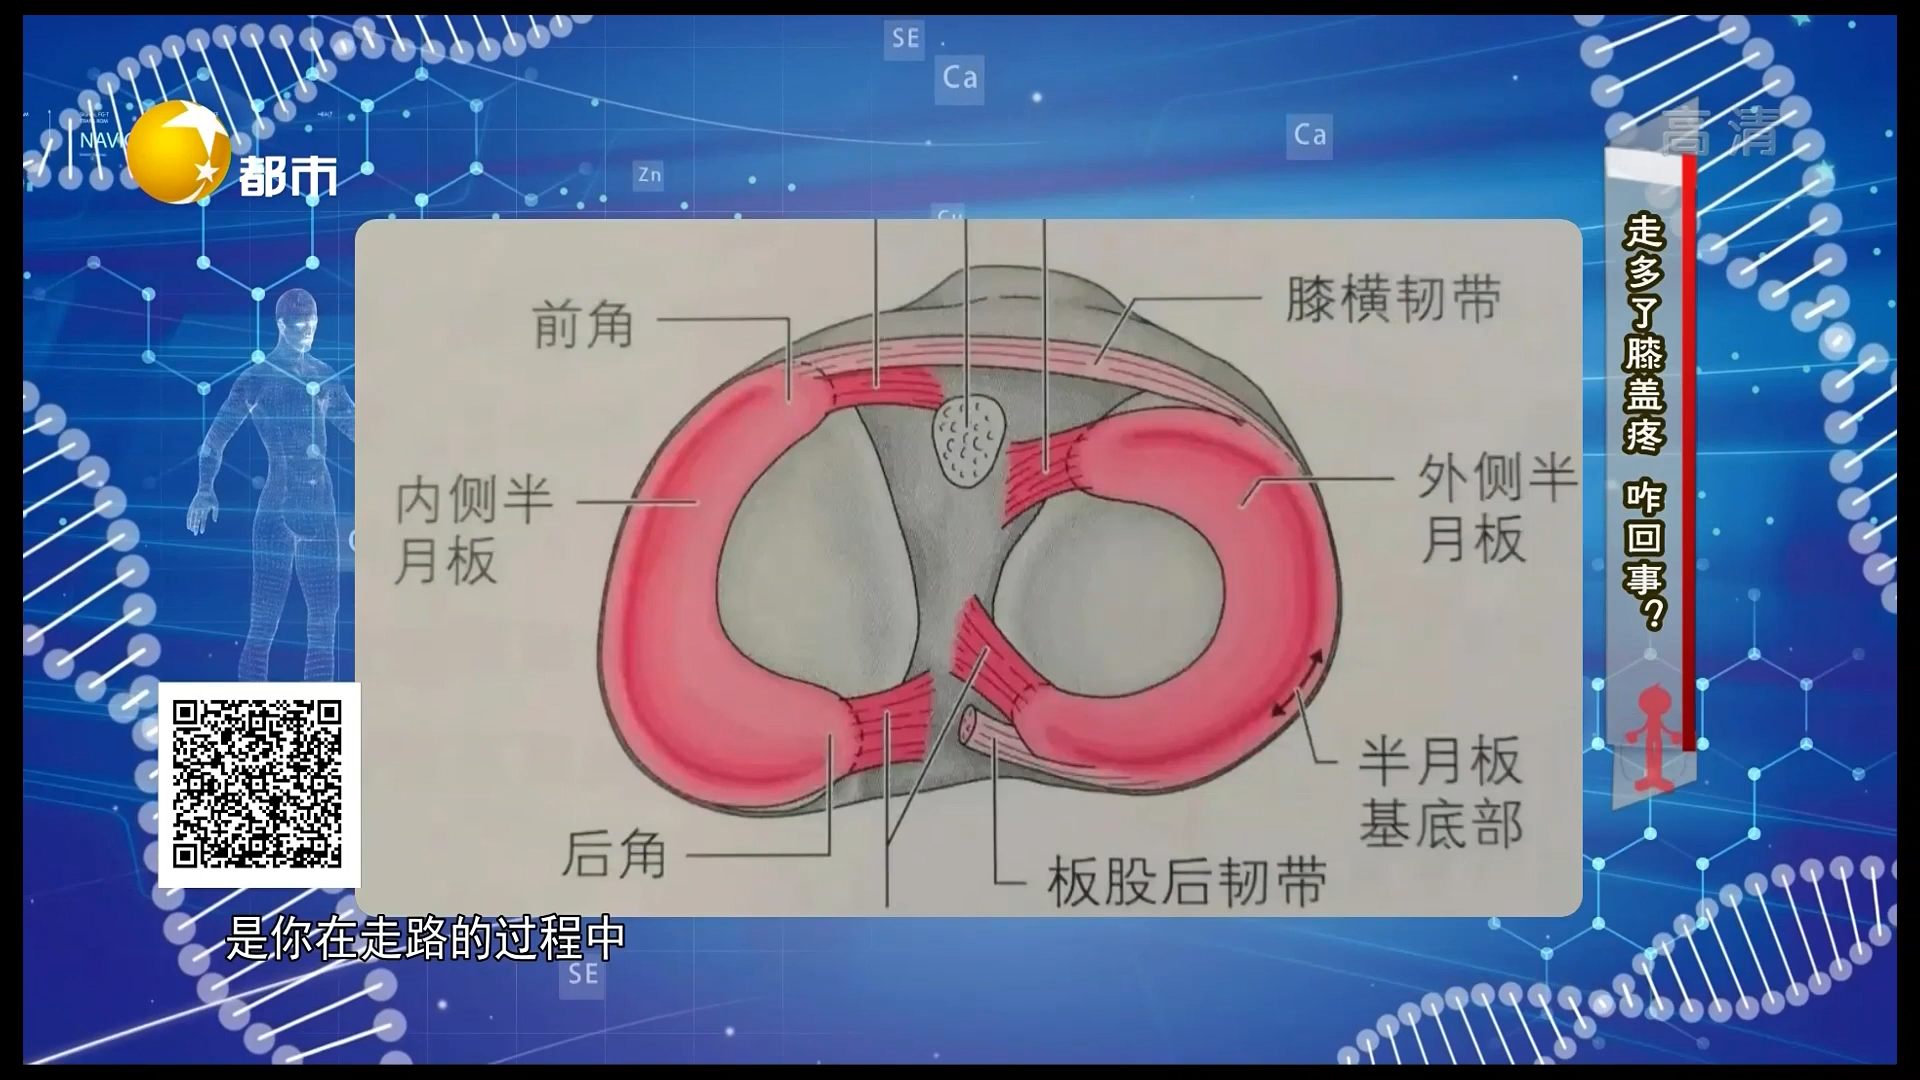 SE
Ca
Ca
Zn
NAVIG
都市
高清
走多了膝盖疼 咋回事?
前角
膝横韧带
内侧半
月板
外侧半
月板
半月板
基底部
后角
板股后韧带
是你在走路的过程中
SE